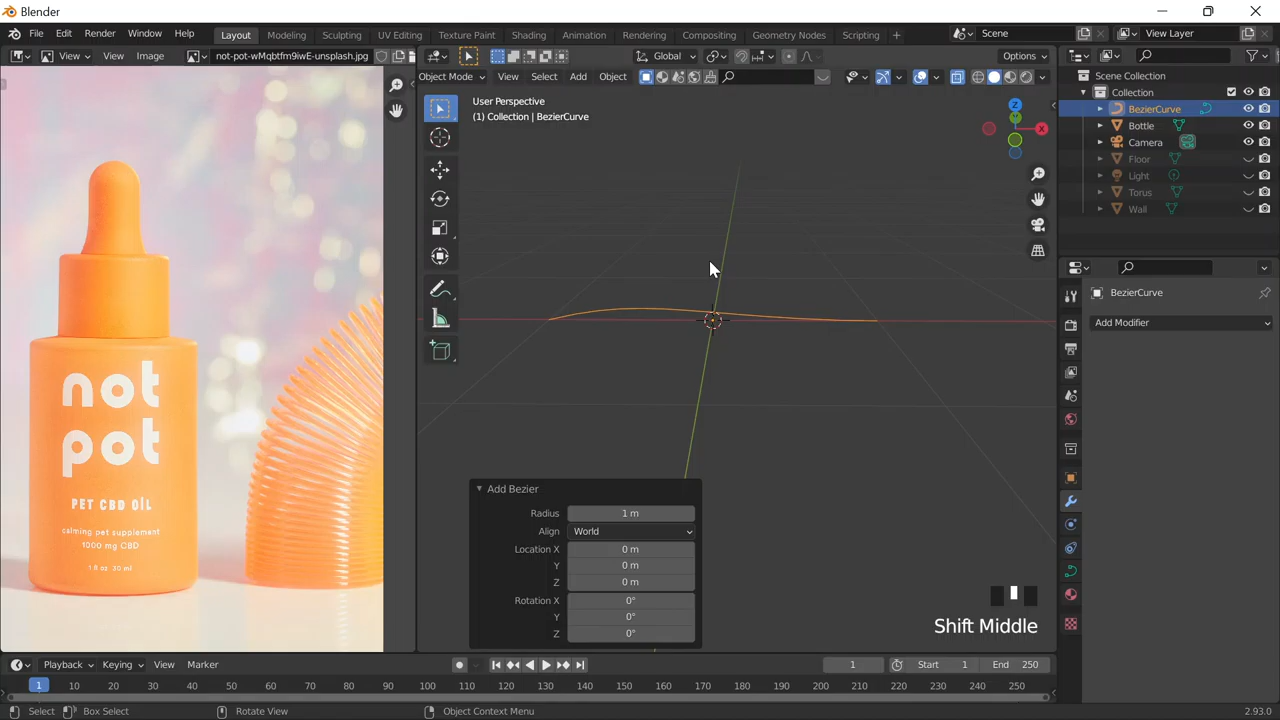 Blender
File Edit Render Window Help Layout Modeling Sculpting UV Editing Texture Paint Shading Animation Rendering Compositing Geometry Nodes Scripting + Scene View Layer
View View Image not-pot-wMqbtfm9iwE-unsplash.jpg Global Options
Object Mode View Select Add Object
User Perspective
(1) Collection | BezierCurve
Z
X
Scene Collection
Collection
BezierCurve
Bottle
Camera
Floor
Light
Torus
Wall
BezierCurve
Add Modifier
not
pot
PET CBD OIL
calming pet supplement
1000 mg CBD
1 fl oz 30 ml
Add Bezier
Radius 1 m
Align World
Location X 0 m
Y 0 m
Z 0 m
Rotation X 0°
Y 0°
Z 0°
Shift Middle
Playback Keying View Marker 1 Start 1 End 250
1 10 20 30 40 50 60 70 80 90 100 110 120 130 140 150 160 170 180 190 200 210 220 230 240 250
Select Box Select Rotate View Object Context Menu 2.93.0